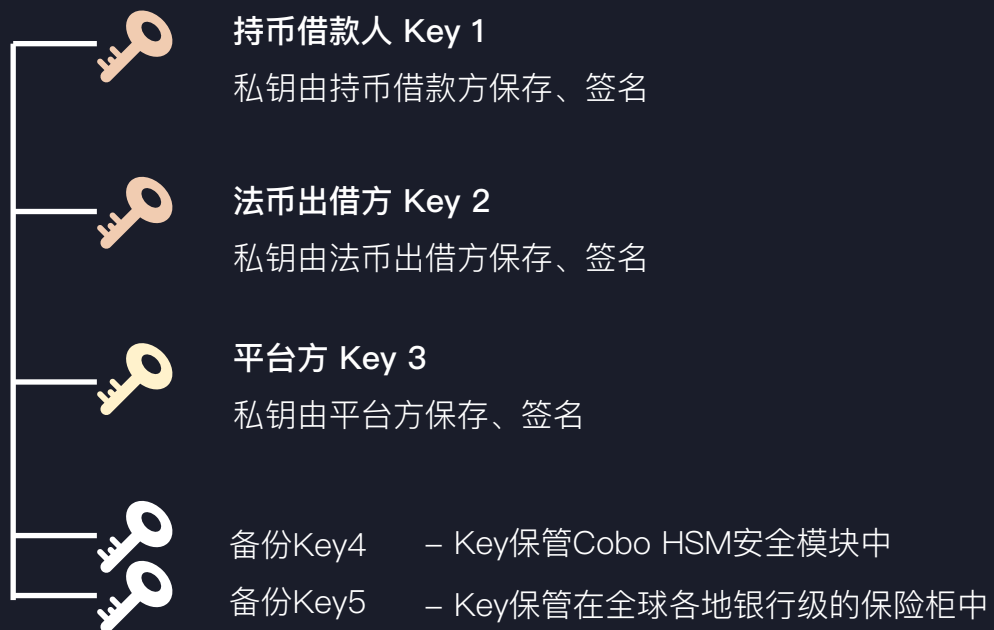 持币借款人 Key 1
私钥由持币借款方保存、签名
法币出借方 Key 2
私钥由法币出借方保存、签名
平台方 Key 3
私钥由平台方保存、签名
备份Key4 – Key保管Cobo HSM安全模块中
备份Key5 – Key保管在全球各地银行级的保险柜中